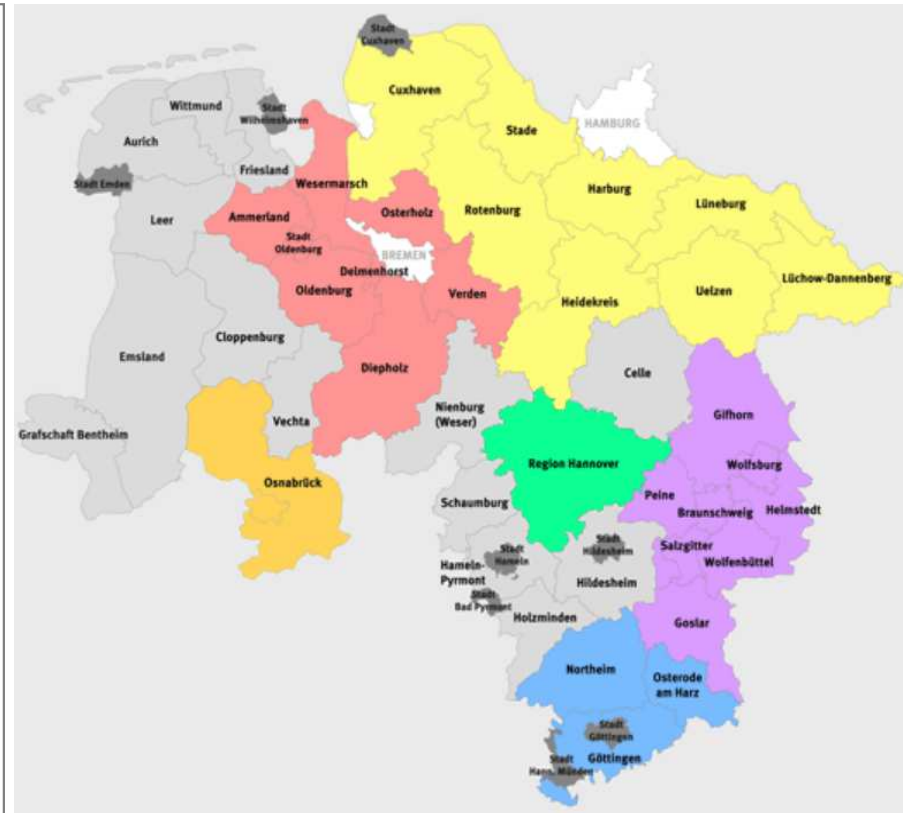 Stadt
Cuxhaven
Cuxhaven
Wittmund
Stadt
Wilhelmshaven
HAMBURG
Stade
Aurich
Friesland
Stadt Emden
Wesermarsch
Harburg
Lüneburg
Leer
Ammerland
Osterholz
Rotenburg
Stadt
Oldenburg
BREMEN
Delmenhorst
Oldenburg
Verden
Heidekreis
Uelzen
Lüchow-Dannenberg
Cloppenburg
Emsland
Diepholz
Celle
Vechta
Nienburg
(Weser)
Gifhorn
Grafschaft Bentheim
Region Hannover
Wolfsburg
Osnabrück
Schaumburg
Peine
Braunschweig
Helmstedt
Stadt
Hameln
Stadt
Hildesheim
Salzgitter
Wolfenbüttel
Hameln-
Pyrmont
Hildesheim
Stadt
Bad Pyrmont
Holzminden
Goslar
Northeim
Osterode
am Harz
Stadt
Göttingen
Göttingen
Stadt
Hann. Münden